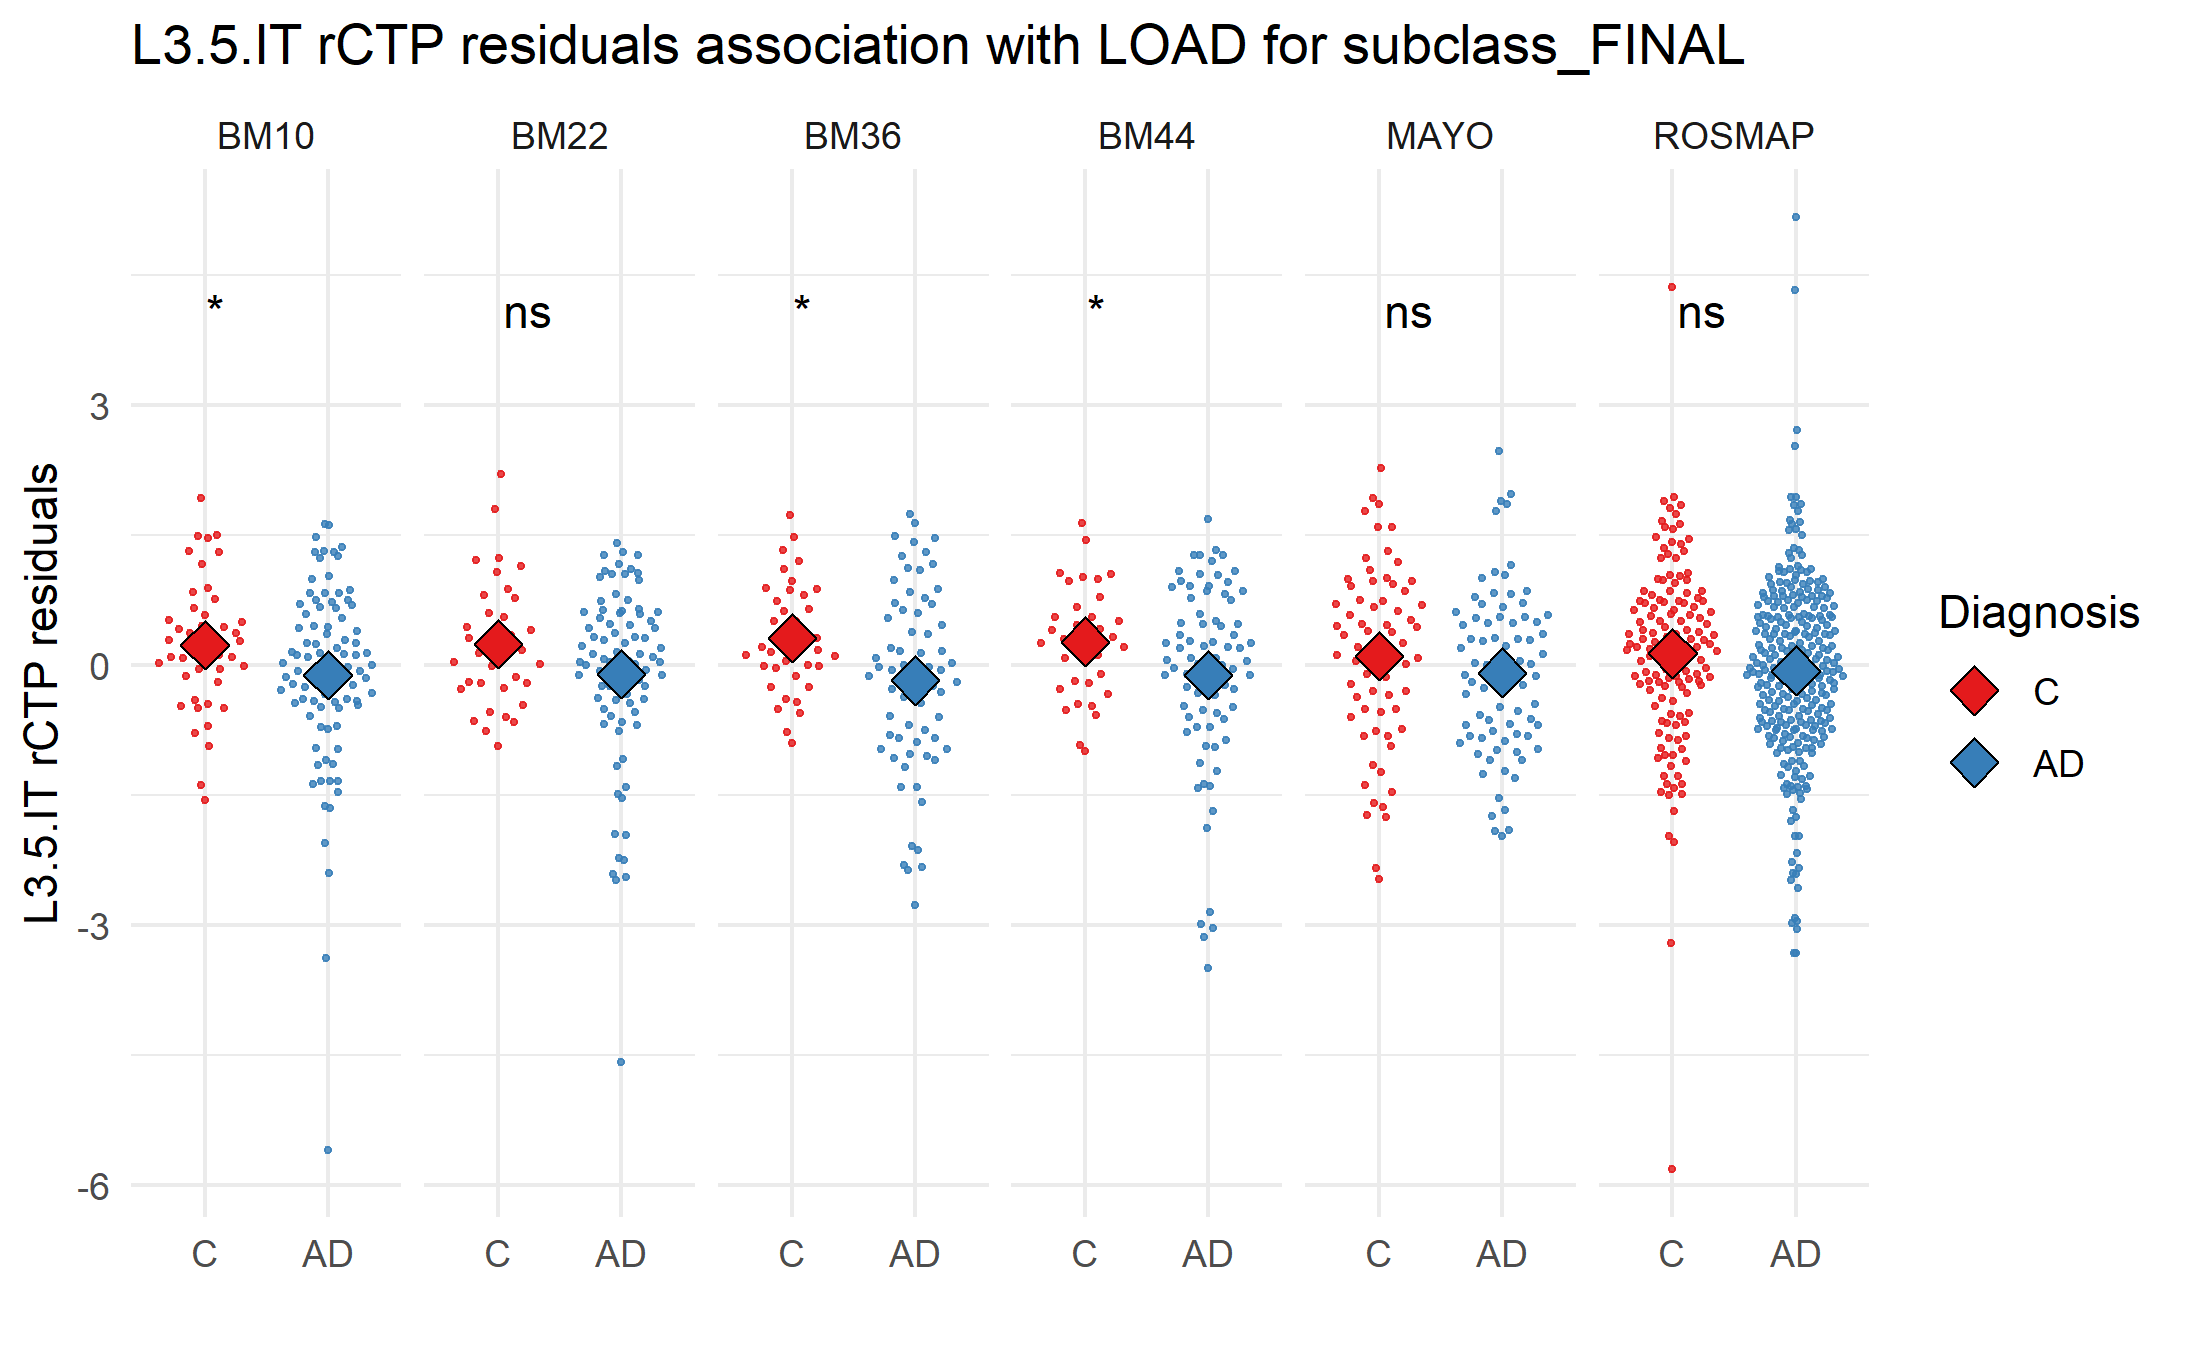 L3.5.IT rCTP residuals association with LOAD for subclass_FINAL
BM10 BM22 BM36 BM44 MAYO ROSMAP
* ns * * ns ns
3
0
-3
-6
L3.5.IT rCTP residuals
C AD C AD C AD C AD C AD C AD
Diagnosis
C
AD